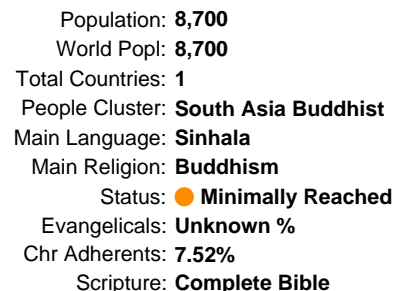 Population: 8,700
World Popl: 8,700
Total Countries: 1
People Cluster: South Asia Buddhist
Main Language: Sinhala
Main Religion: Buddhism
Status: Minimally Reached
Evangelicals: Unknown %
Chr Adherents: 7.52%
Scripture: Complete Bible